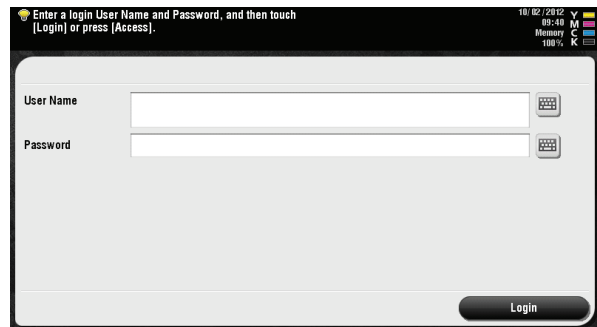 Enter a login User Name and Password, and then touch
[Login] or press [Access].
10/02/2012
09:40
Memory
100%
Y
M
C
K
User Name
Password
Login